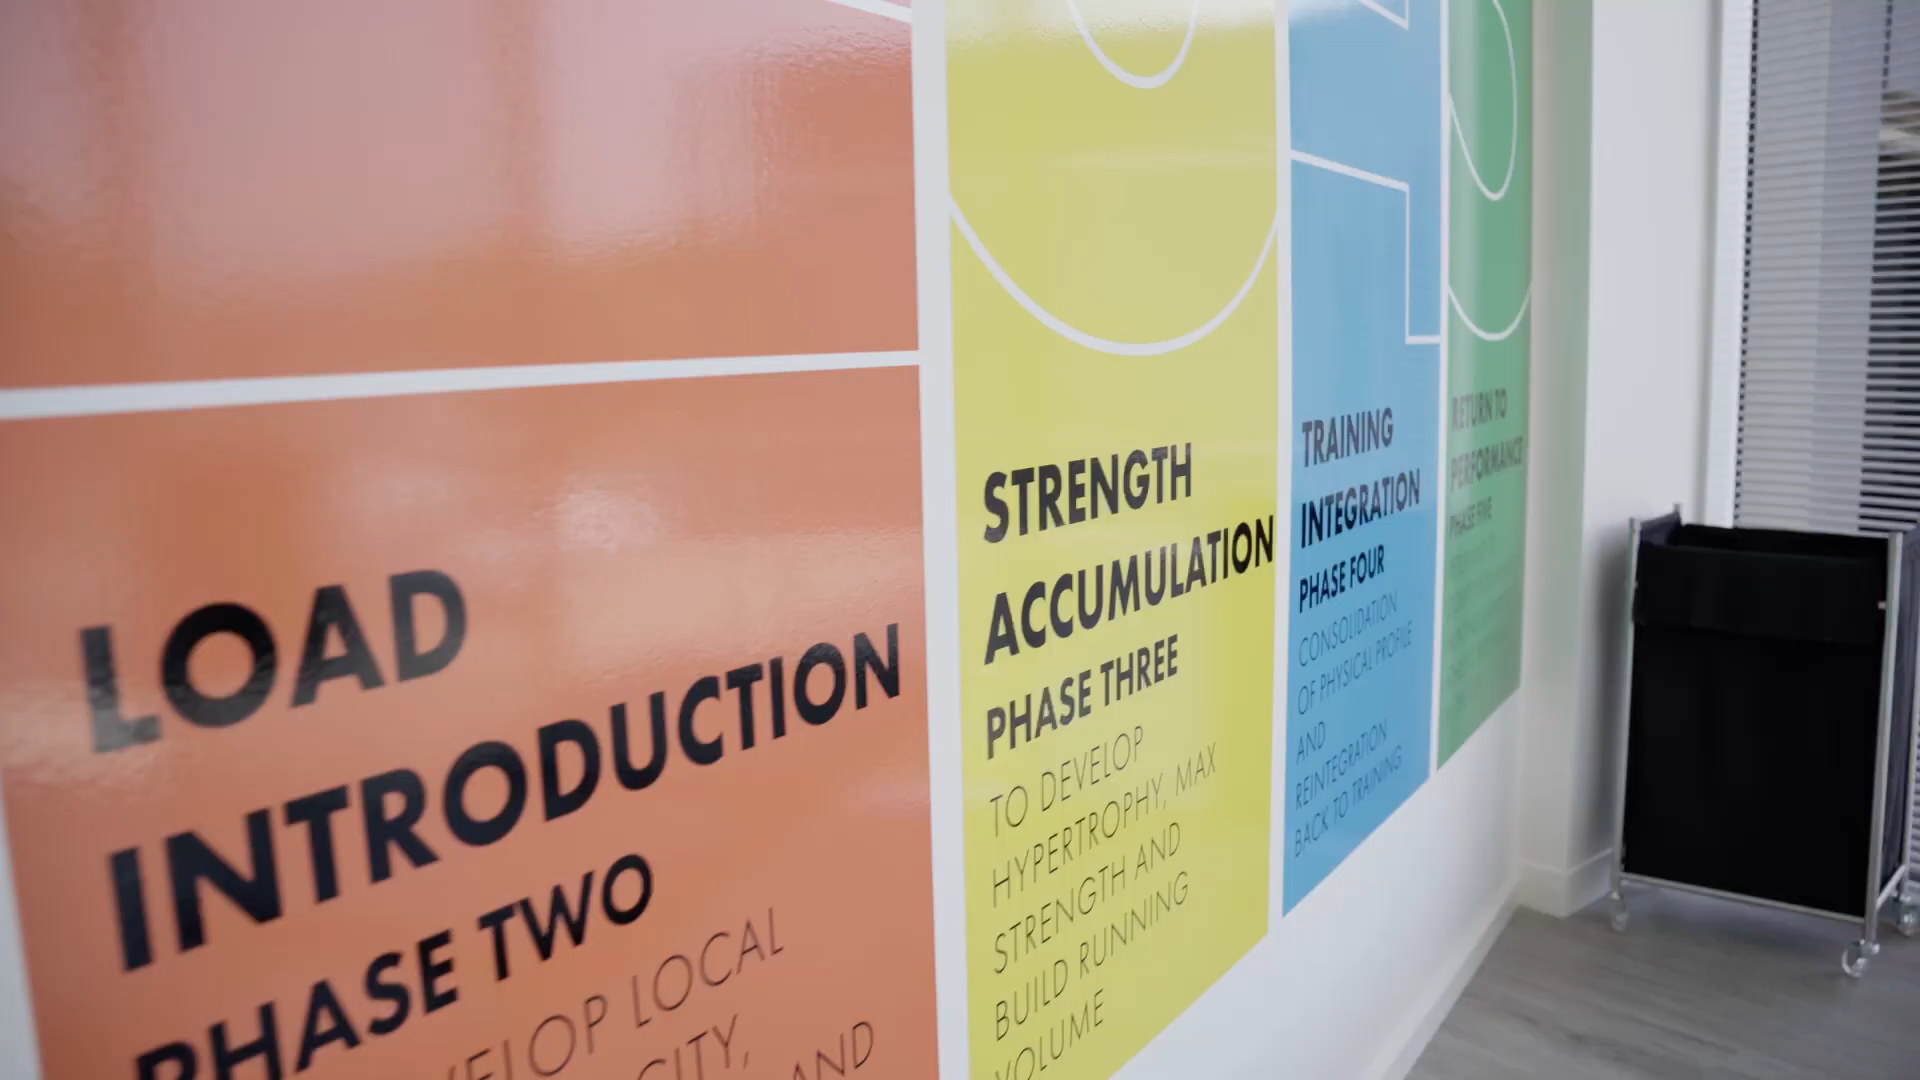 LOAD
INTRODUCTION
PHASE TWO
VELOP LOCAL
CITY,
AND
STRENGTH
ACCUMULATION
PHASE THREE
TO DEVELOP
HYPERTROPHY, MAX
STRENGTH AND
BUILD RUNNING
VOLUME
TRAINING
INTEGRATION
PHASE FOUR
CONSOLIDATION
OF PHYSICAL PROFILE
AND
REINTEGRATION
BACK TO TRAINING
RETURN TO
PERFORMANCE
PHASE FIVE